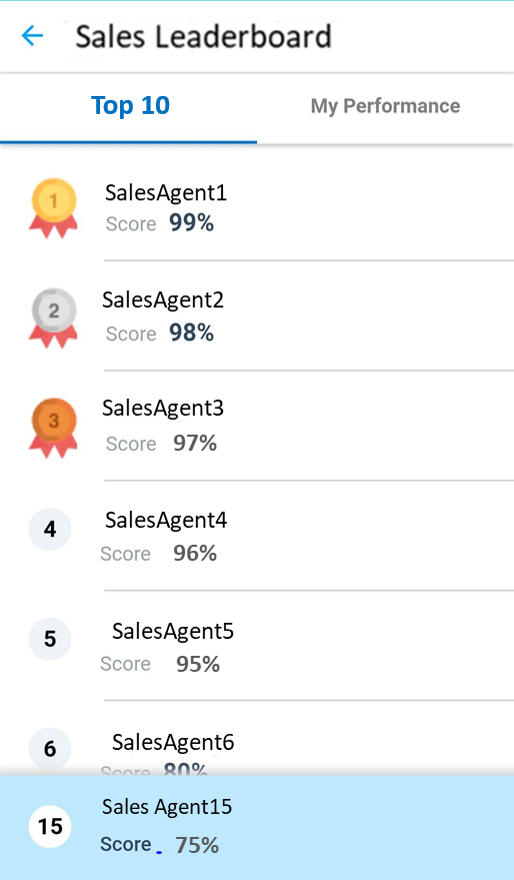 Sales Leaderboard
Top 10 My Performance
1
SalesAgent1
Score 99%
2
SalesAgent2
Score 98%
3
SalesAgent3
Score 97%
4
SalesAgent4
Score 96%
5
SalesAgent5
Score 95%
6
SalesAgent6
Score 80%
15
Sales Agent15
Score . 75%